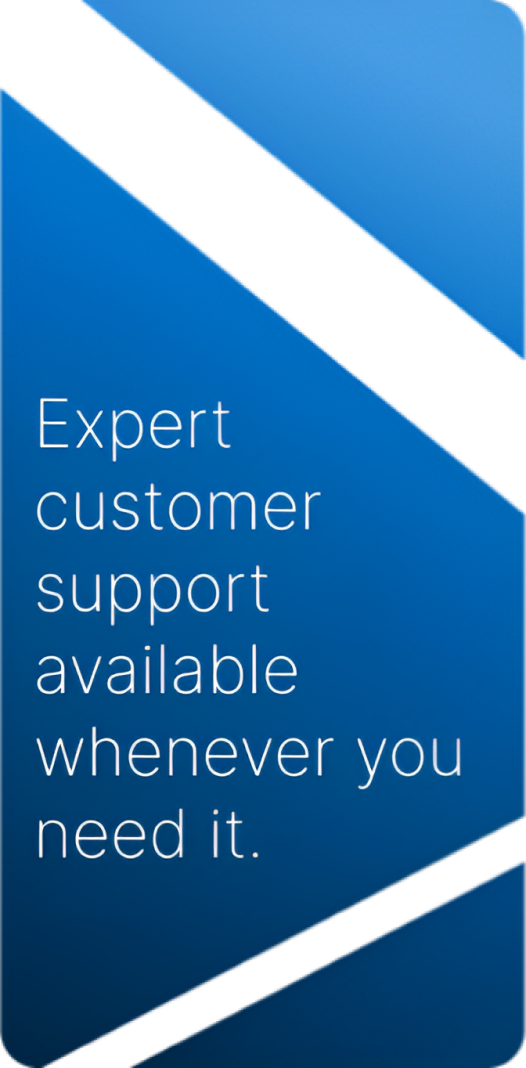 Expert
customer
support
available
whenever you
need it.